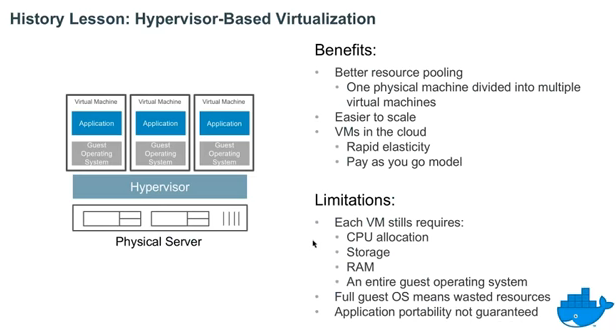 History Lesson: Hypervisor-Based Virtualization
Virtual Machine
Virtual Machine
Virtual Machine
Application
Application
Application
Guest
Operating
System
Guest
Operating
System
Guest
Operating
System
Hypervisor
Physical Server
Benefits:
Better resource pooling
One physical machine divided into multiple
virtual machines
Easier to scale
VMs in the cloud
Rapid elasticity
Pay as you go model
Limitations:
Each VM stills requires:
CPU allocation
Storage
RAM
An entire guest operating system
Full guest OS means wasted resources
Application portability not guaranteed